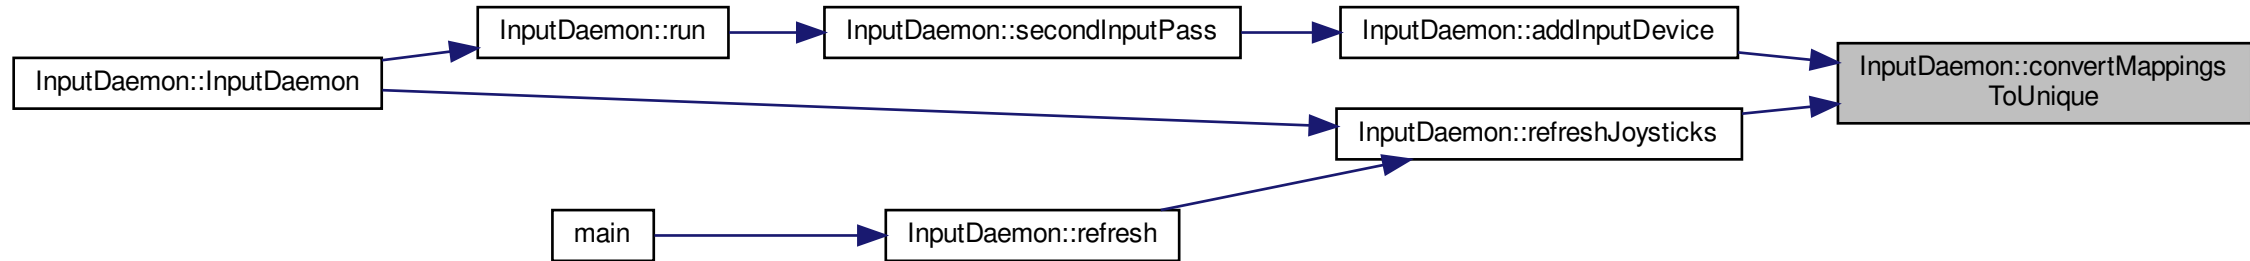 InputDaemon::InputDaemon
InputDaemon::run
InputDaemon::secondInputPass
InputDaemon::addInputDevice
InputDaemon::convertMappings
ToUnique
InputDaemon::refreshJoysticks
main
InputDaemon::refresh